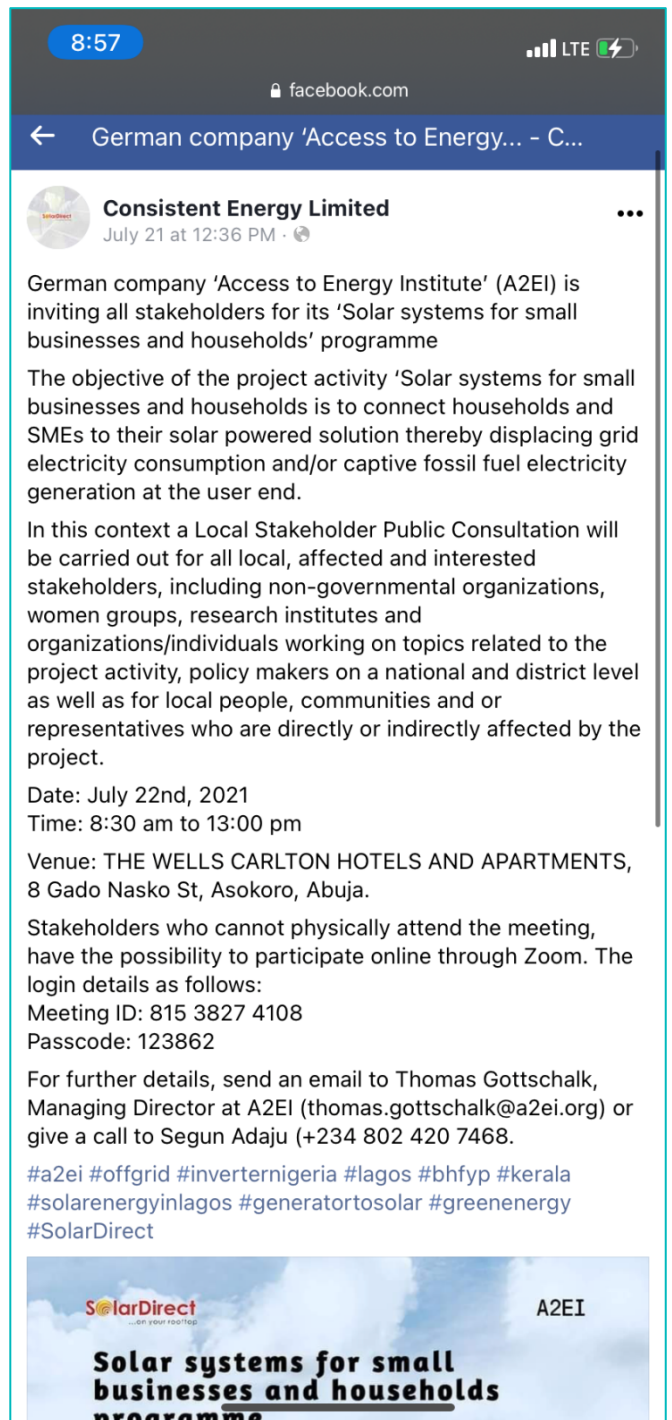 8:57
LTE
facebook.com
German company ‘Access to Energy... - C...
SolarDirect
Consistent Energy Limited
July 21 at 12:36 PM ·
German company ‘Access to Energy Institute’ (A2EI) is
inviting all stakeholders for its ‘Solar systems for small
businesses and households’ programme
The objective of the project activity ‘Solar systems for small
businesses and households is to connect households and
SMEs to their solar powered solution thereby displacing grid
electricity consumption and/or captive fossil fuel electricity
generation at the user end.
In this context a Local Stakeholder Public Consultation will
be carried out for all local, affected and interested
stakeholders, including non-governmental organizations,
women groups, research institutes and
organizations/individuals working on topics related to the
project activity, policy makers on a national and district level
as well as for local people, communities and or
representatives who are directly or indirectly affected by the
project.
Date: July 22nd, 2021
Time: 8:30 am to 13:00 pm
Venue: THE WELLS CARLTON HOTELS AND APARTMENTS,
8 Gado Nasko St, Asokoro, Abuja.
Stakeholders who cannot physically attend the meeting,
have the possibility to participate online through Zoom. The
login details as follows:
Meeting ID: 815 3827 4108
Passcode: 123862
For further details, send an email to Thomas Gottschalk,
Managing Director at A2EI (thomas.gottschalk@a2ei.org) or
give a call to Segun Adaju (+234 802 420 7468.
#a2ei #offgrid #inverternigeria #lagos #bhfyp #kerala
#solarenergyinlagos #generatortosolar #greenenergy
#SolarDirect
SolarDirect
...on your rooftop
A2EI
Solar systems for small
businesses and households
programme